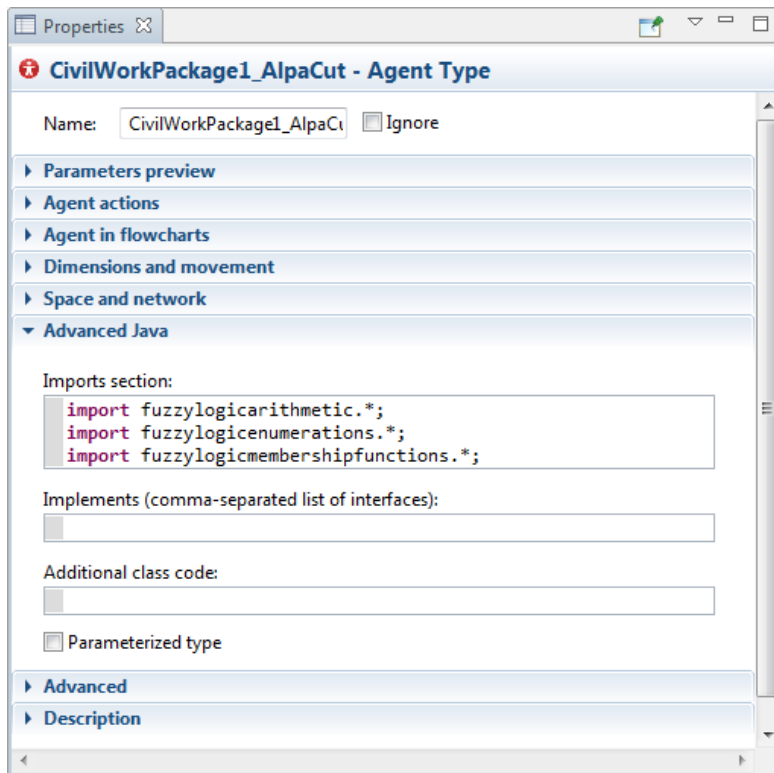 Properties
CivilWorkPackage1_AlpaCut - Agent Type
Name: CivilWorkPackage1_AlpaCu Ignore
Parameters preview
Agent actions
Agent in flowcharts
Dimensions and movement
Space and network
Advanced Java
Imports section:
import fuzzylogicarithmetic.*;
import fuzzylogicenumerations.*;
import fuzzylogicmembershipfunctions.*;
Implements (comma-separated list of interfaces):
Additional class code:
Parameterized type
Advanced
Description